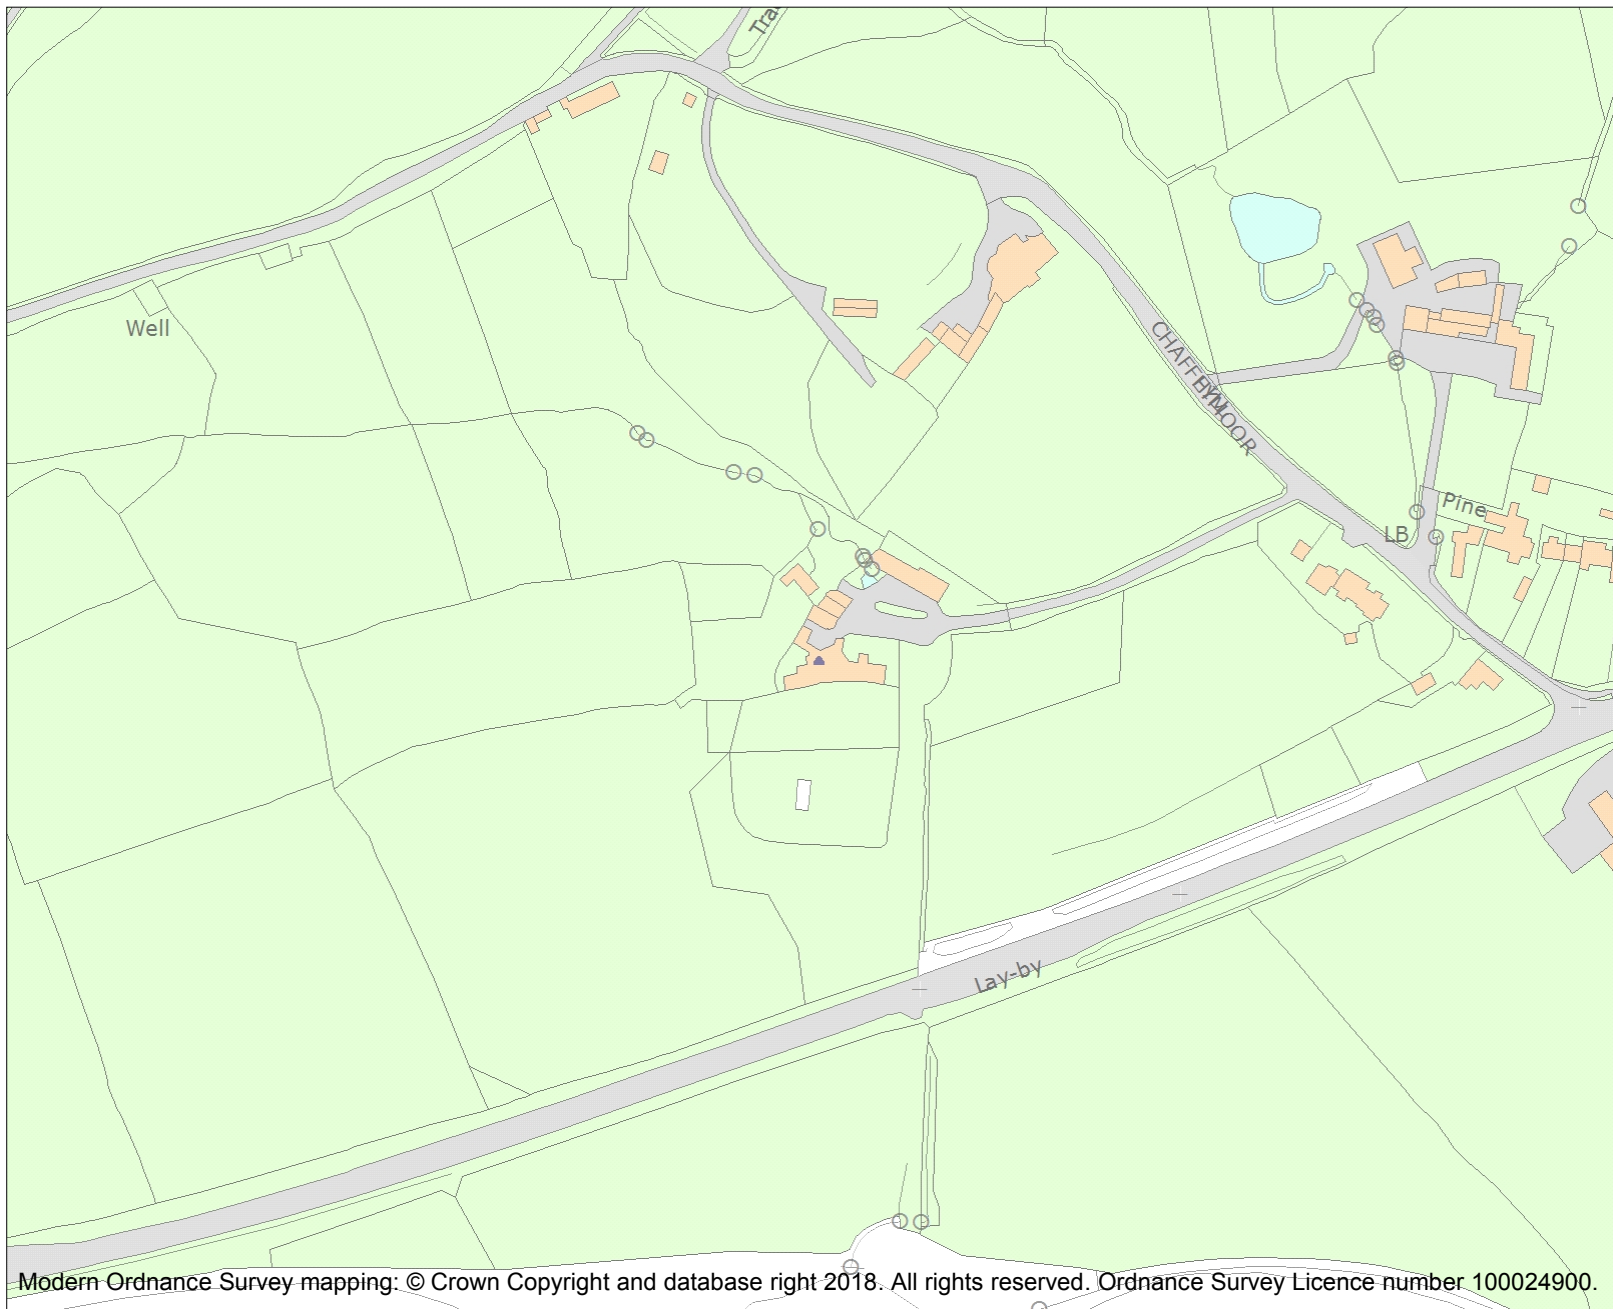 Tra
Well
CHAFFEYMOOR
Pine
LB
Lay-by
Modern Ordnance Survey mapping: © Crown Copyright and database right 2018. All rights reserved. Ordnance Survey Licence number 100024900.